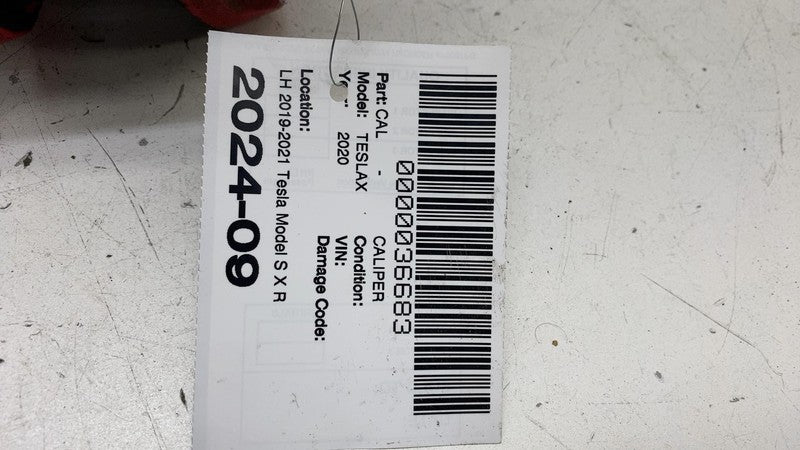 0000036683
Part: CAL - CALIPER
Model: TESLAX Condition:
2020 VIN:
Damage Code:
Location:
LH 2019-2021 Tesla Model S X R
2024-09